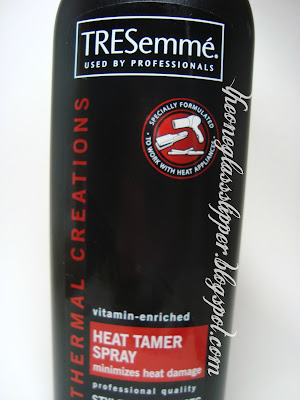 TRESemmé®
USED BY PROFESSIONALS
SPECIALLY FORMULATED
TO WORK WITH HEAT APPLIANCES
THERMAL CREATIONS
vitamin-enriched
HEAT TAMER
SPRAY
minimizes heat damage
professional quality
theoneglassslipper.blogspot.com